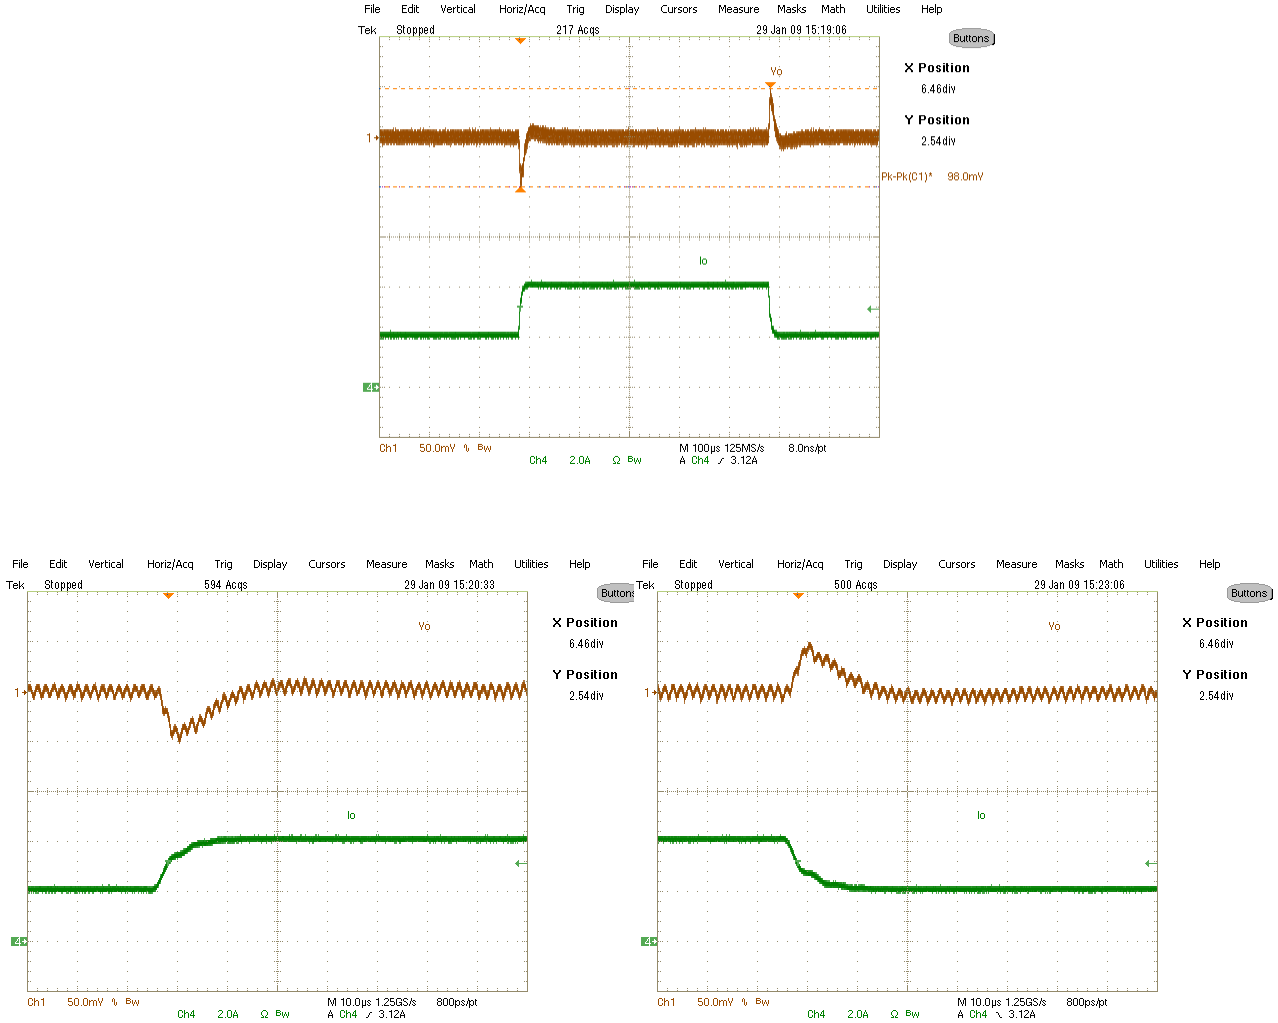 File Edit Vertical Horiz/Acq Trig Display Cursors Measure Masks Math Utilities Help
Tek Stopped 217 Acqs 29 Jan 09 15:19:06
Buttons
X Position
6.46div
Y Position
2.54div
Vo
1
Pk-Pk(C1)* 98.0mV
Io
4
Ch1 50.0mV % Bw M 100µs 125MS/s 8.0ns/pt
Ch4 2.0A Ω Bw A Ch4 / 3.12A
File Edit Vertical Horiz/Acq Trig Display Cursors Measure Masks Math Utilities Help
Tek Stopped 594 Acqs 29 Jan 09 15:20:33
Buttons
X Position
6.46div
Y Position
2.54div
Vo
1
Io
4
Ch1 50.0mV % Bw M 10.0µs 1.25GS/s 800ps/pt
Ch4 2.0A Ω Bw A Ch4 / 3.12A
File Edit Vertical Horiz/Acq Trig Display Cursors Measure Masks Math Utilities Help
Tek Stopped 500 Acqs 29 Jan 09 15:23:06
Buttons
X Position
6.46div
Y Position
2.54div
Vo
1
Io
4
Ch1 50.0mV % Bw M 10.0µs 1.25GS/s 800ps/pt
Ch4 2.0A Ω Bw A Ch4 \ 3.12A